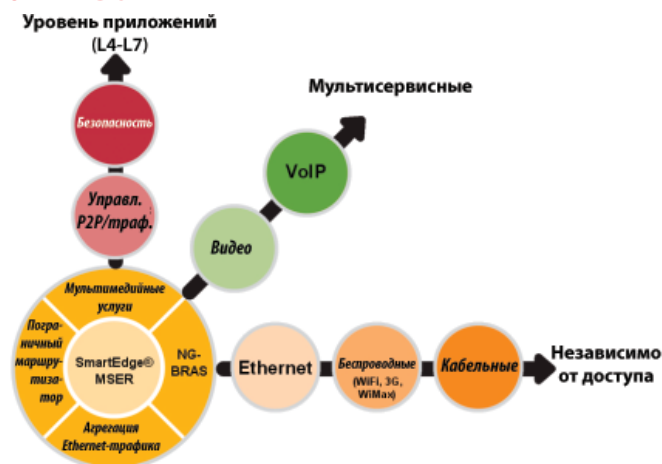 Уровень приложений
(L4-L7)
Безопасность
Управл.
P2P/траф.
Мультисервисные
VoIP
Видео
Мультимедийные
услуги
Погра-
ничный
маршру-
тиза-
тор
SmartEdge®
MSER
NG-
BRAS
Агрегация
Ethernet-трафика
Ethernet
Беспроводные
(WiFi, 3G,
WiMax)
Кабельные
Независимо
от доступа